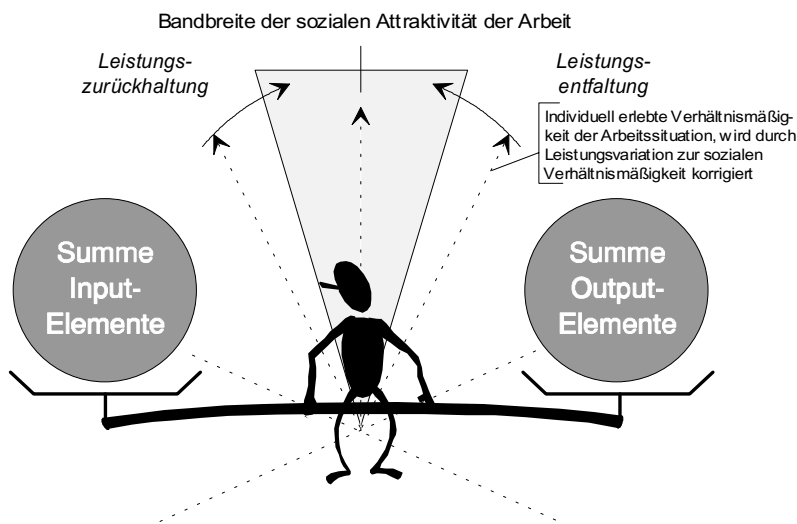 Bandbreite der sozialen Attraktivität der Arbeit
Leistungs-
zurückhaltung
Leistungs-
entfaltung
Individuell erlebte Verhältnismäßig-
keit der Arbeitssituation, wird durch
Leistungsvariation zur sozialen
Verhältnismäßigkeit korrigiert
Summe
Input-
Elemente
Summe
Output-
Elemente